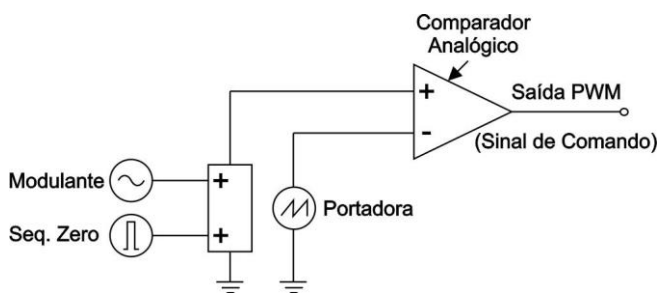 Comparador
Analógico
Saída PWM
+
-
(Sinal de Comando)
Modulante
+
Portadora
Seq. Zero
+